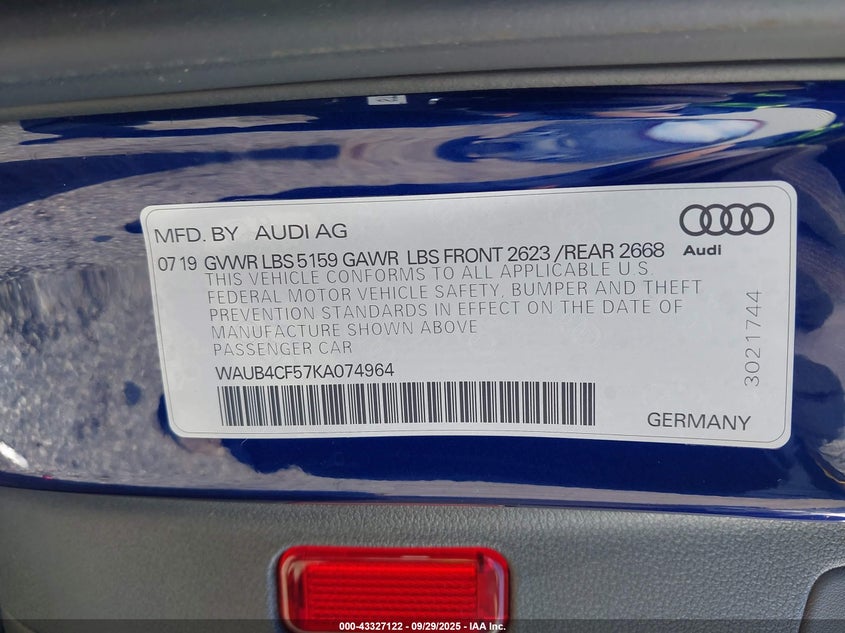 MFD. BY AUDI AG
Audi
07 19 GVWR LBS 5159 GAWR LBS FRONT 2623 /REAR 2668
THIS VEHICLE CONFORMS TO ALL APPLICABLE U.S.
FEDERAL MOTOR VEHICLE SAFETY, BUMPER AND THEFT
PREVENTION STANDARDS IN EFFECT ON THE DATE OF
MANUFACTURE SHOWN ABOVE
PASSENGER CAR
WAUB4CF57KA074964
3021744
GERMANY
000-43327122 - 09/29/2025 - IAA Inc.